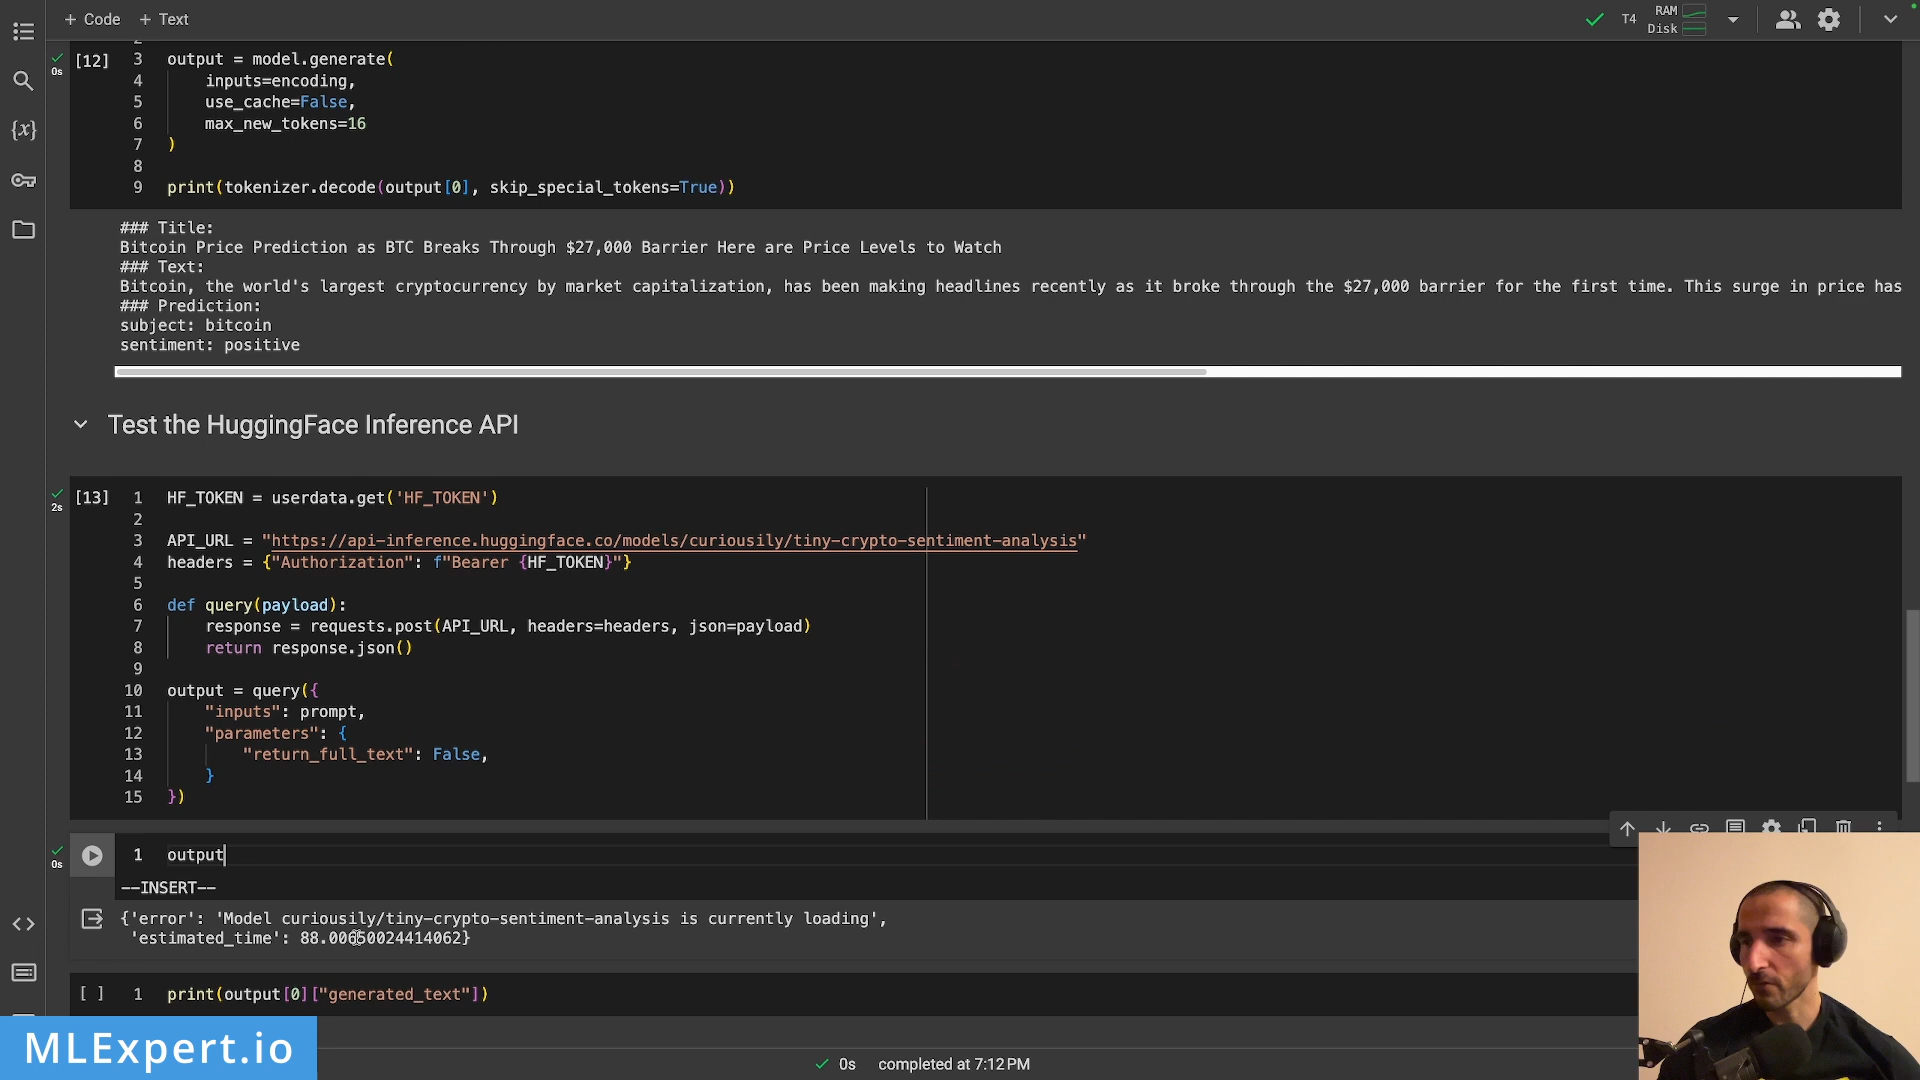 + Code + Text
T4 RAM
Disk
[12] 2
0s
3 output = model.generate(
4 inputs=encoding,
5 use_cache=False,
6 max_new_tokens=16
7 )
8
9 print(tokenizer.decode(output[0], skip_special_tokens=True))
### Title:
Bitcoin Price Prediction as BTC Breaks Through $27,000 Barrier Here are Price Levels to Watch
### Text:
Bitcoin, the world's largest cryptocurrency by market capitalization, has been making headlines recently as it broke through the $27,000 barrier for the first time. This surge in price has
### Prediction:
subject: bitcoin
sentiment: positive
Test the HuggingFace Inference API
[13] 1 HF_TOKEN = userdata.get('HF_TOKEN')
2s
2
3 API_URL = "https://api-inference.huggingface.co/models/curiousily/tiny-crypto-sentiment-analysis"
4 headers = {"Authorization": f"Bearer {HF_TOKEN}"}
5
6 def query(payload):
7 response = requests.post(API_URL, headers=headers, json=payload)
8 return response.json()
9
10 output = query({
11 "inputs": prompt,
12 "parameters": {
13 "return_full_text": False,
14 }
15 })
0s 1 output
--INSERT--
{'error': 'Model curiousily/tiny-crypto-sentiment-analysis is currently loading',
'estimated_time': 88.00650024414062}
[ ] 1 print(output[0]["generated_text"])
MLExpert.io
0s completed at 7:12 PM